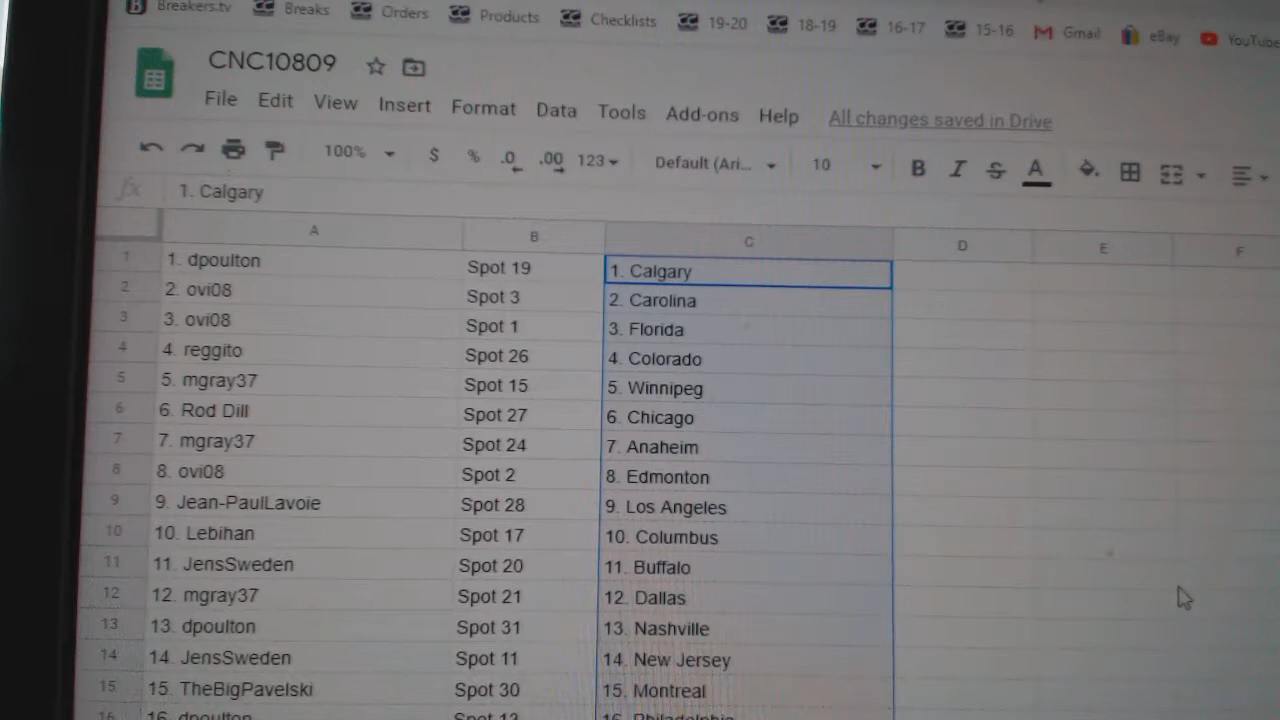 Breakers.tv Breaks Orders Products Checklists 19-20 18-19 16-17 15-16 Gmail eBay YouTube
CNC10809
File Edit View Insert Format Data Tools Add-ons Help All changes saved in Drive
100% $ % .0 .00 123 Default (Ari... 10 B I S A
fx 1. Calgary
A B C D E F
1 1. dpoulton Spot 19 1. Calgary
2 2. ovi08 Spot 3 2. Carolina
3 3. ovi08 Spot 1 3. Florida
4 4. reggito Spot 26 4. Colorado
5 5. mgray37 Spot 15 5. Winnipeg
6 6. Rod Dill Spot 27 6. Chicago
7 7. mgray37 Spot 24 7. Anaheim
8 8. ovi08 Spot 2 8. Edmonton
9 9. Jean-PaulLavoie Spot 28 9. Los Angeles
10 10. Lebihan Spot 17 10. Columbus
11 11. JensSweden Spot 20 11. Buffalo
12 12. mgray37 Spot 21 12. Dallas
13 13. dpoulton Spot 31 13. Nashville
14 14. JensSweden Spot 11 14. New Jersey
15 15. TheBigPavelski Spot 30 15. Montreal
16 16. dpoulton Spot 16. Philadelphia